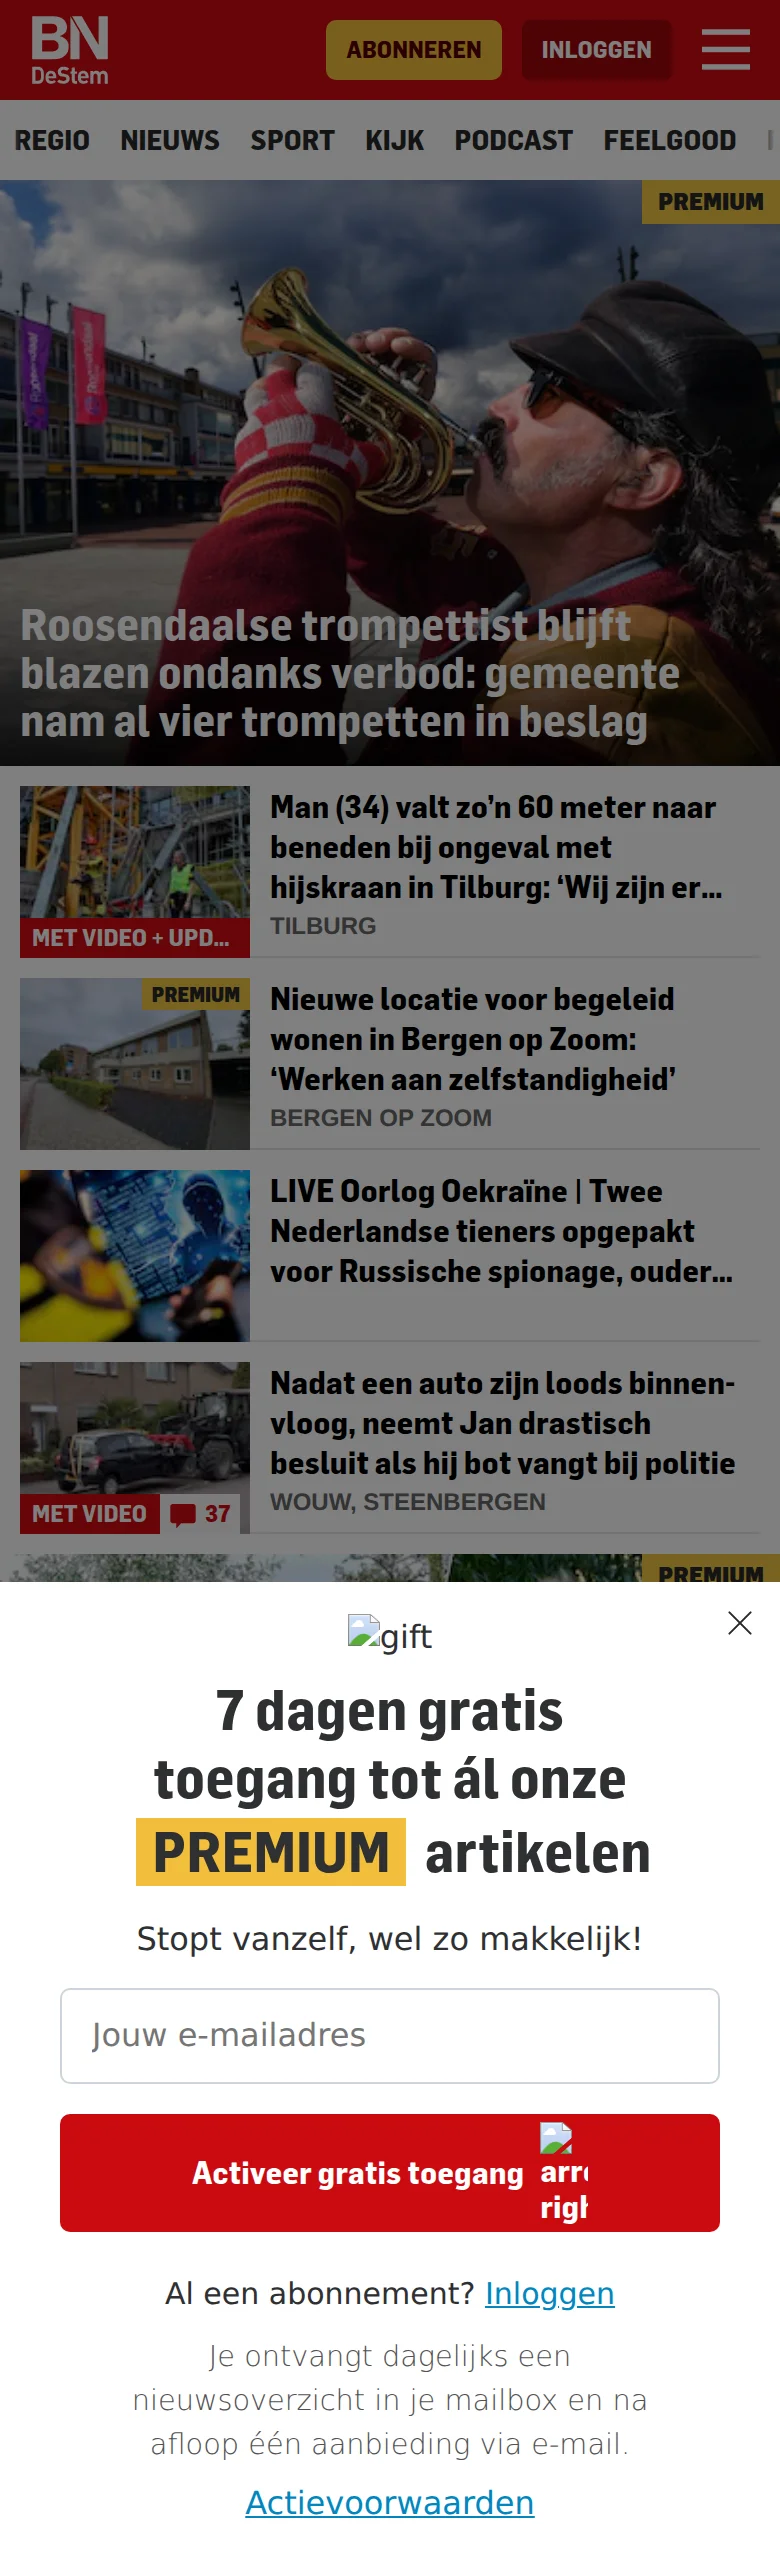 BN
DeStem
ABONNEREN
INLOGGEN
REGIO NIEUWS SPORT KIJK PODCAST FEELGOOD
PREMIUM
Roosendaal
Roosendaal
Roosendaalse trompettist blijft
blazen ondanks verbod: gemeente
nam al vier trompetten in beslag
Man (34) valt zo’n 60 meter naar
beneden bij ongeval met
hijskraan in Tilburg: ‘Wij zijn er...
TILBURG
MET VIDEO + UPD...
PREMIUM
Nieuwe locatie voor begeleid
wonen in Bergen op Zoom:
‘Werken aan zelfstandigheid’
BERGEN OP ZOOM
LIVE Oorlog Oekraïne | Twee
Nederlandse tieners opgepakt
voor Russische spionage, ouder...
Nadat een auto zijn loods binnen-
vloog, neemt Jan drastisch
besluit als hij bot vangt bij politie
WOUW, STEENBERGEN
MET VIDEO 37
PREMIUM
gift
7 dagen gratis
toegang tot ál onze
PREMIUM artikelen
Stopt vanzelf, wel zo makkelijk!
Jouw e-mailadres
Activeer gratis toegang
arr
righ
Al een abonnement? Inloggen
Je ontvangt dagelijks een
nieuwsoverzicht in je mailbox en na
afloop één aanbieding via e-mail.
Actievoorwaarden